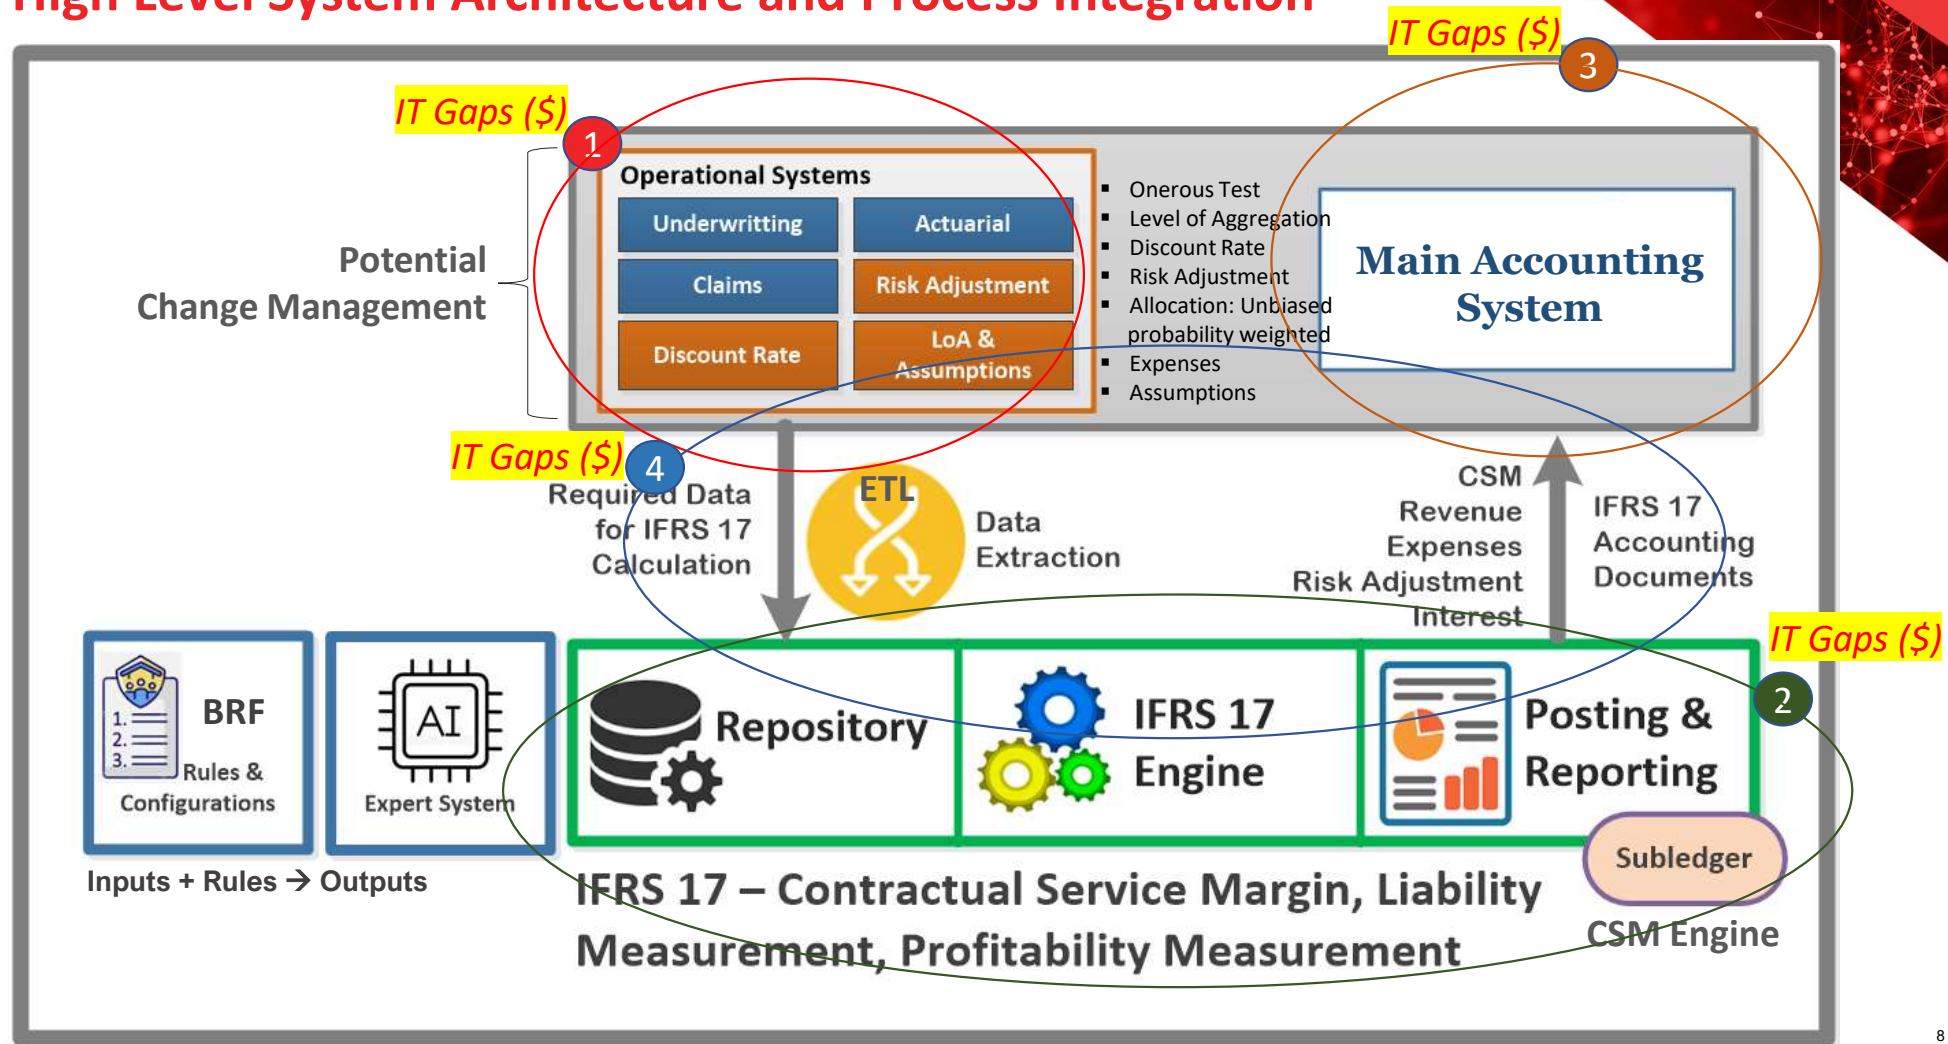 High Level System Architecture and Process Integration
IT Gaps ($)
3
IT Gaps ($)
1
Operational Systems
Underwritting
Actuarial
Claims
Risk Adjustment
Discount Rate
LoA &
Assumptions
Potential
Change Management
▪ Onerous Test
▪ Level of Aggregation
▪ Discount Rate
▪ Risk Adjustment
▪ Allocation: Unbiased
probability weighted
▪ Expenses
▪ Assumptions
Main Accounting
System
IT Gaps ($)
4
Required Data
for IFRS 17
Calculation
ETL
Data
Extraction
CSM
Revenue
Expenses
Risk Adjustment
Interest
IFRS 17
Accounting
Documents
IT Gaps ($)
2
1.
2.
3.
BRF
Rules &
Configurations
AI
Expert System
Repository
IFRS 17
Engine
Posting &
Reporting
Subledger
CSM Engine
Inputs + Rules → Outputs
IFRS 17 – Contractual Service Margin, Liability
Measurement, Profitability Measurement
8